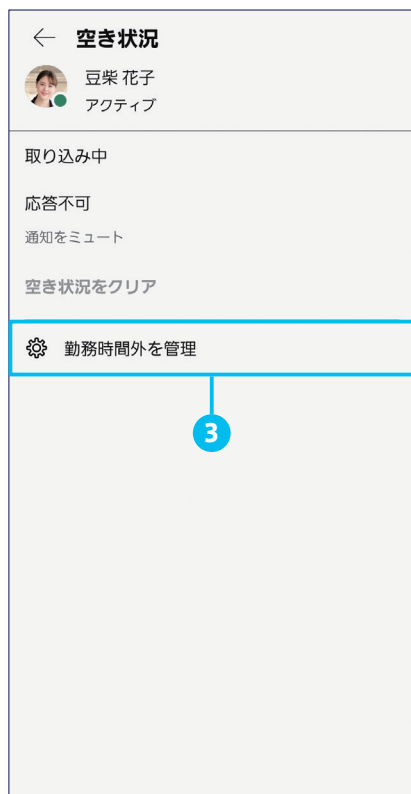 空き状況
豆柴 花子
アクティブ
取り込み中
応答不可
通知をミュート
空き状況をクリア
勤務時間外を管理
3